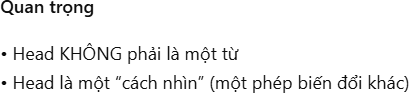 Quan trọng
• Head KHÔNG phải là một từ
• Head là một “cách nhìn” (một phép biến đổi khác)